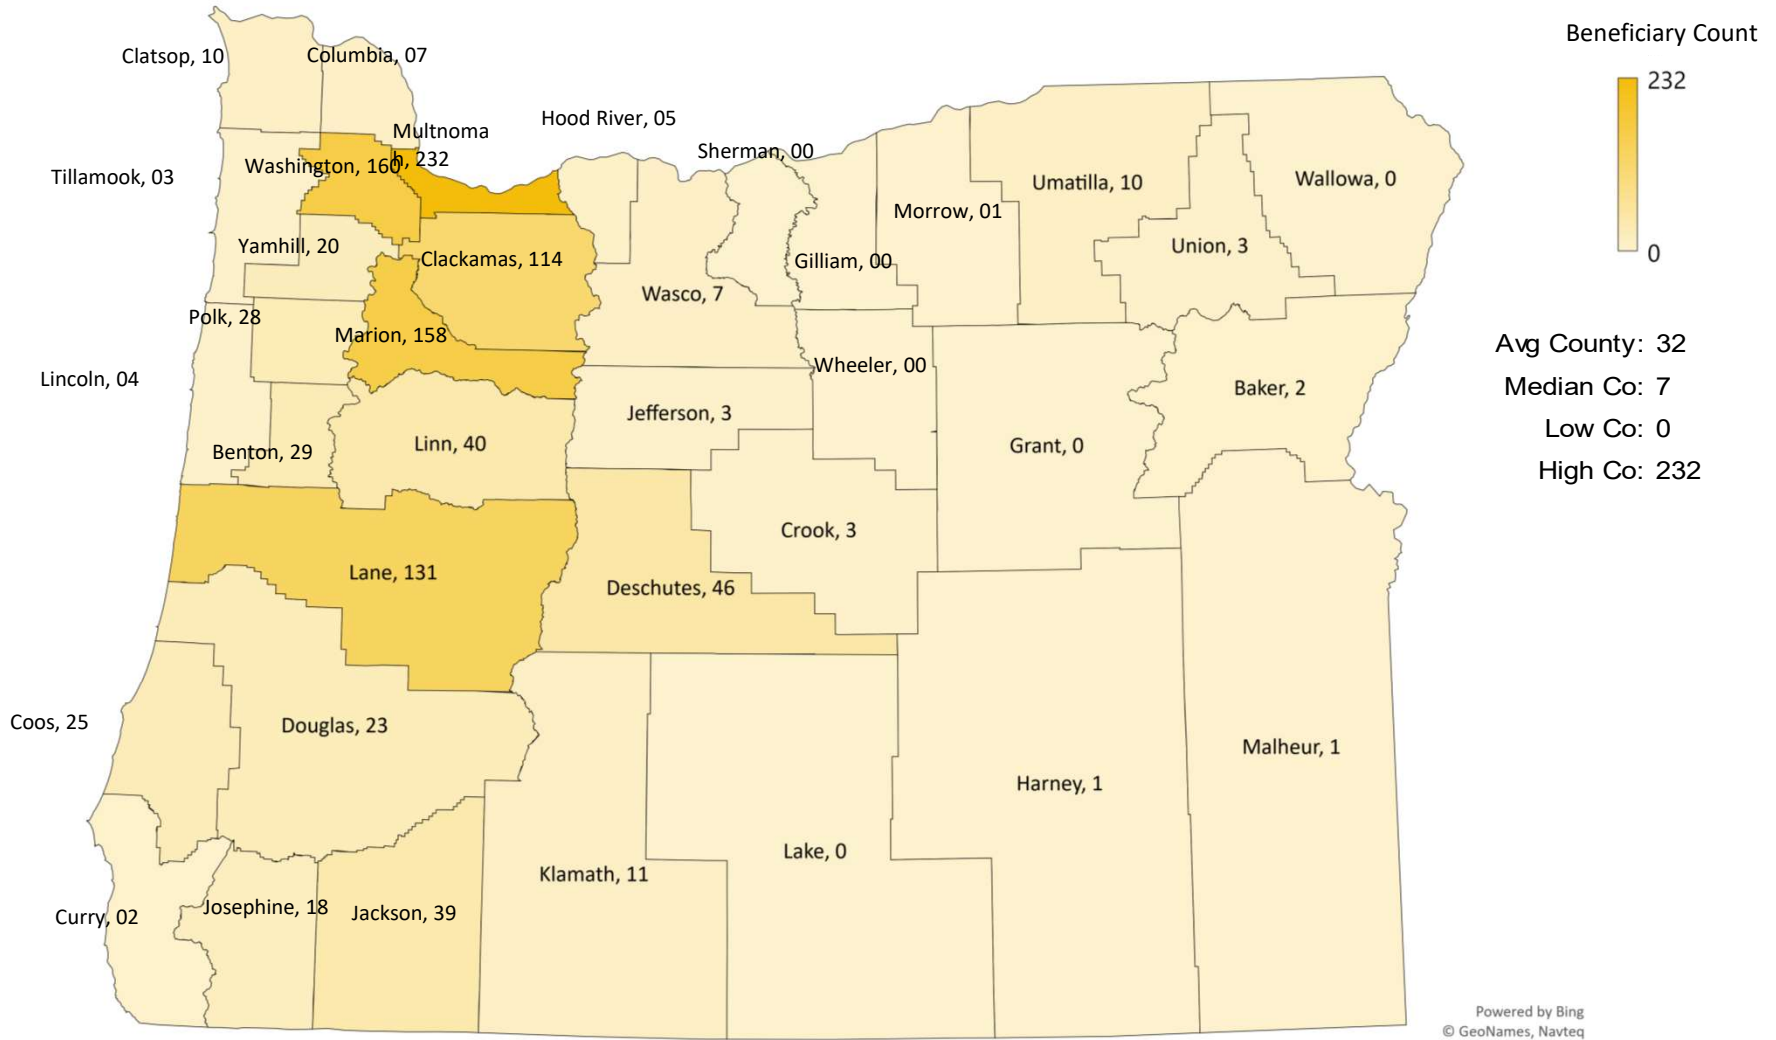 Beneficiary Count
232
0
Clatsop, 10
Columbia, 07
Hood River, 05
Multnoma
h, 232
Sherman, 00
Washington, 160
Tillamook, 03
Umatilla, 10
Wallowa, 0
Morrow, 01
Yamhill, 20
Union, 3
Clackamas, 114
Gilliam, 00
Wasco, 7
Polk, 28
Marion, 158
Wheeler, 00
Lincoln, 04
Baker, 2
Jefferson, 3
Linn, 40
Grant, 0
Benton, 29
Avg County: 32
Median Co: 7
Low Co: 0
High Co: 232
Crook, 3
Lane, 131
Deschutes, 46
Coos, 25
Douglas, 23
Malheur, 1
Harney, 1
Lake, 0
Klamath, 11
Curry, 02
Josephine, 18
Jackson, 39
Powered by Bing
© GeoNames, Navteq